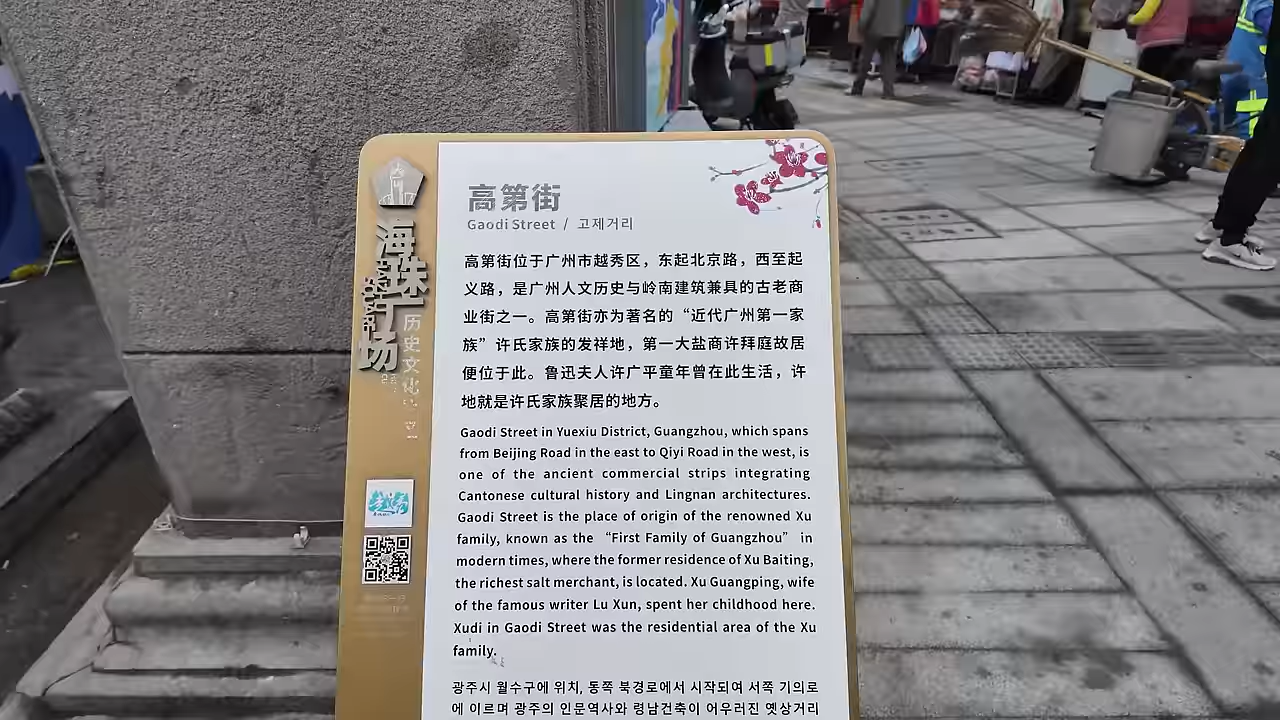 海珠广场
历史文化
高第街
Gaodi Street / 고제거리
高第街位于广州市越秀区，东起北京路，西至起
义路，是广州人文历史与岭南建筑兼具的古老商
业街之一。高第街亦为著名的“近代广州第一家
族”许氏家族的发祥地，第一大盐商许拜庭故居
便位于此。鲁迅夫人许广平童年曾在此生活，许
地就是许氏家族聚居的地方。
Gaodi Street in Yuexiu District, Guangzhou, which spans
from Beijing Road in the east to Qiyi Road in the west, is
one of the ancient commercial strips integrating
Cantonese cultural history and Lingnan architectures.
Gaodi Street is the place of origin of the renowned Xu
family, known as the “First Family of Guangzhou” in
modern times, where the former residence of Xu Baiting,
the richest salt merchant, is located. Xu Guangping, wife
of the famous writer Lu Xun, spent her childhood here.
Xudi in Gaodi Street was the residential area of the Xu
family.
광주시 월수구에 위치, 동쪽 북경로에서 시작되여 서쪽 기의로
에 이르며 광주의 인문역사와 령남건축이 어우러진 옛상거리